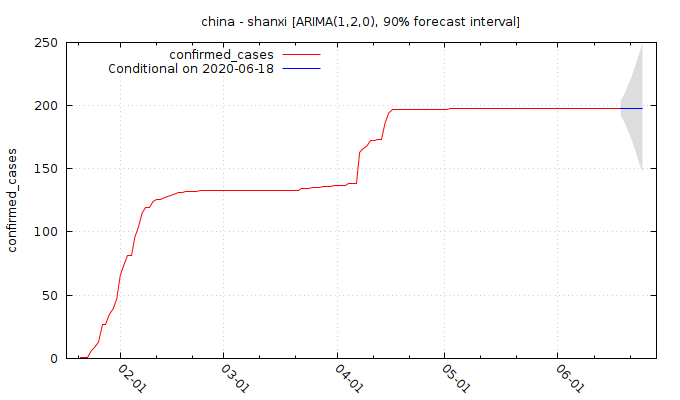 china - shanxi [ARIMA(1,2,0), 90% forecast interval]
confirmed_cases
Conditional on 2020-06-18
250
200
150
100
50
0
confirmed_cases
02-01
03-01
04-01
05-01
06-01